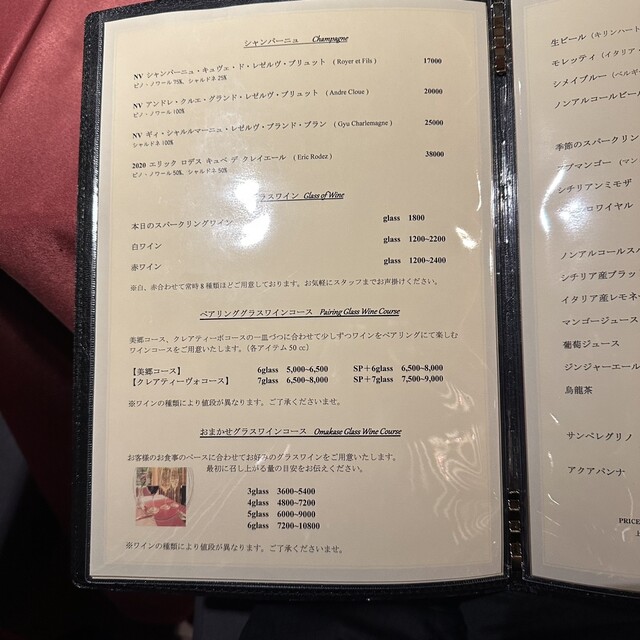 シャンパーニュ Champagne
NV シャンパーニュ・キュヴェ・ド・レゼルヴ・ブリュット (Royer et Fils) 17000
ピノ・ノワール 75%、シャルドネ 25%
NV アンドレ・クルエ・グランド・レゼルヴ・ブリュット (Andre Cloue) 20000
ピノ・ノワール 100%
NV ギィ・シャルルマーニュ・レゼルヴ・ブランド・ブラン (Gyu Charlemagne) 25000
シャルドネ 100%
2020 エリック ロデス キュベ デ クレイエール (Eric Rodez) 38000
ピノ・ノワール 50%、シャルドネ 50%
グラスワイン Glass of Wine
本日のスパークリングワイン glass 1800
白ワイン glass 1200~2200
赤ワイン glass 1200~2400
※白、赤合わせて常時 8 種類ほどご用意しております。お気軽にスタッフまでお声掛けください。
ペアリンググラスワインコース Pairing Glass Wine Course
美郷コース、クレアティーボコースの一皿づつに合わせて少しずつワインをペアリングにて楽しむ
ワインコースをご用意いたします。(各アイテム 50 cc)
【美郷コース】 6glass 5,000~6,500 SP＋6glass 6,500~8,000
【クレアティーヴォコース】 7glass 6,500~8,000 SP＋7glass 7,500~9,000
※ワインの種類により値段が異なります。ご了承くださいませ。
おまかせグラスワインコース Omakase Glass Wine Course
お客様のお食事のペースに合わせてお好みのグラスワインをご用意いたします。
最初に召し上がる量の目安をお伝えください。
3glass 3600~5400
4glass 4800~7200
5glass 6000~9000
6glass 7200~10800
※ワインの種類により値段が異なります。ご了承くださいませ。
生ビール (キリンハート
モレッティ (イタリア・
シメイブルー (ベルギ
ノンアルコールビー
季節のスパークリン
マンゴー (マン
シチリアンミモザ
ロワイヤル
ノンアルコールスパ
シチリア産ブラッ
イタリア産レモネ
マンゴージュース
葡萄ジュース
ジンジャーエール
烏龍茶
サンペレグリノ
アクアパンナ
PRICE
上